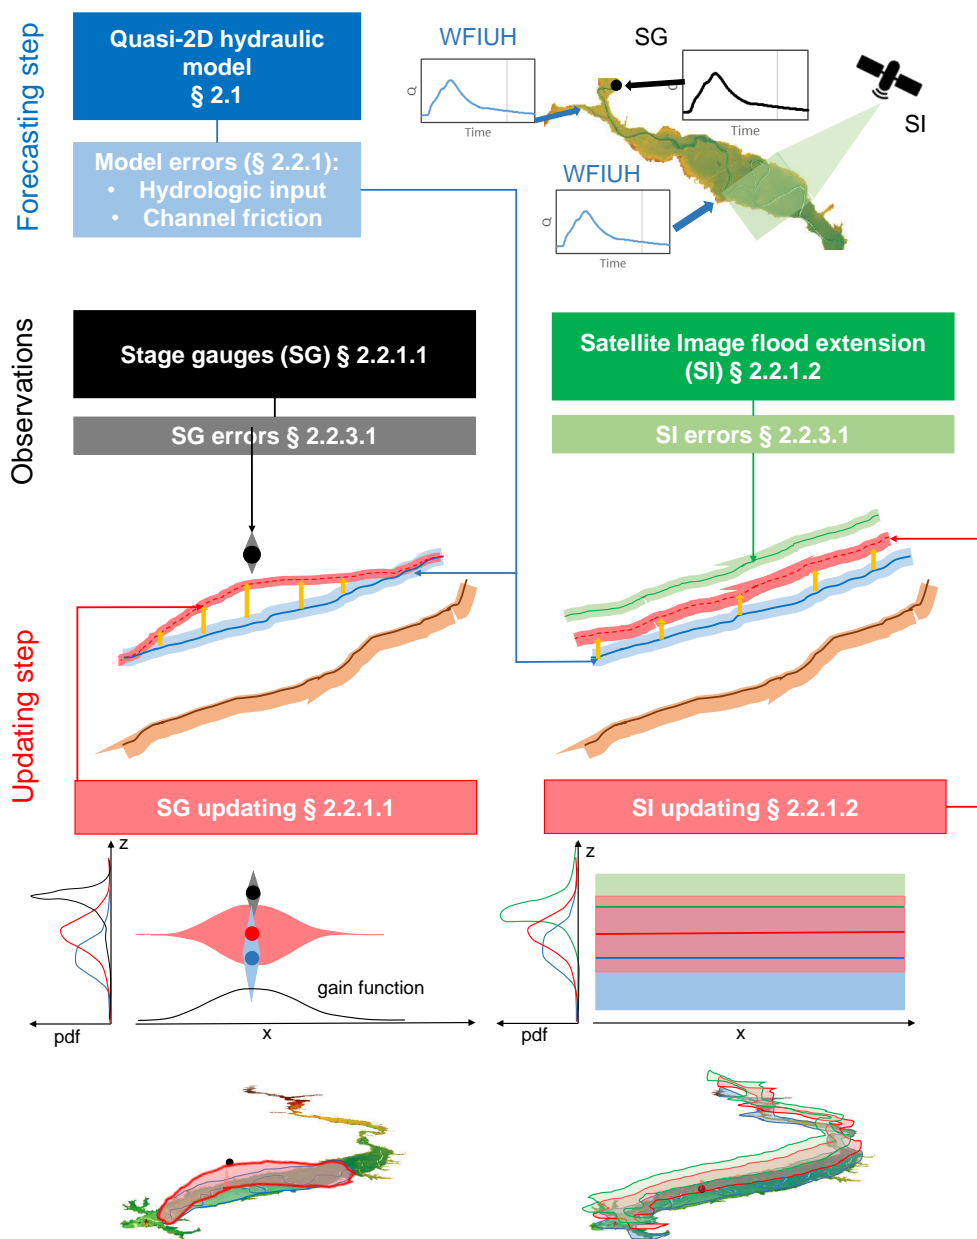 Forecasting step
Quasi-2D hydraulic
model
§ 2.1
Model errors (§ 2.2.1):
• Hydrologic input
• Channel friction
WFIUH
Q
Time
SG
Q
Time
SI
WFIUH
Q
Time
Observations
Stage gauges (SG) § 2.2.1.1
SG errors § 2.2.3.1
Satellite Image flood extension
(SI) § 2.2.1.2
SI errors § 2.2.3.1
Updating step
SG updating § 2.2.1.1
SI updating § 2.2.1.2
z
gain function
pdf
x
z
pdf
x